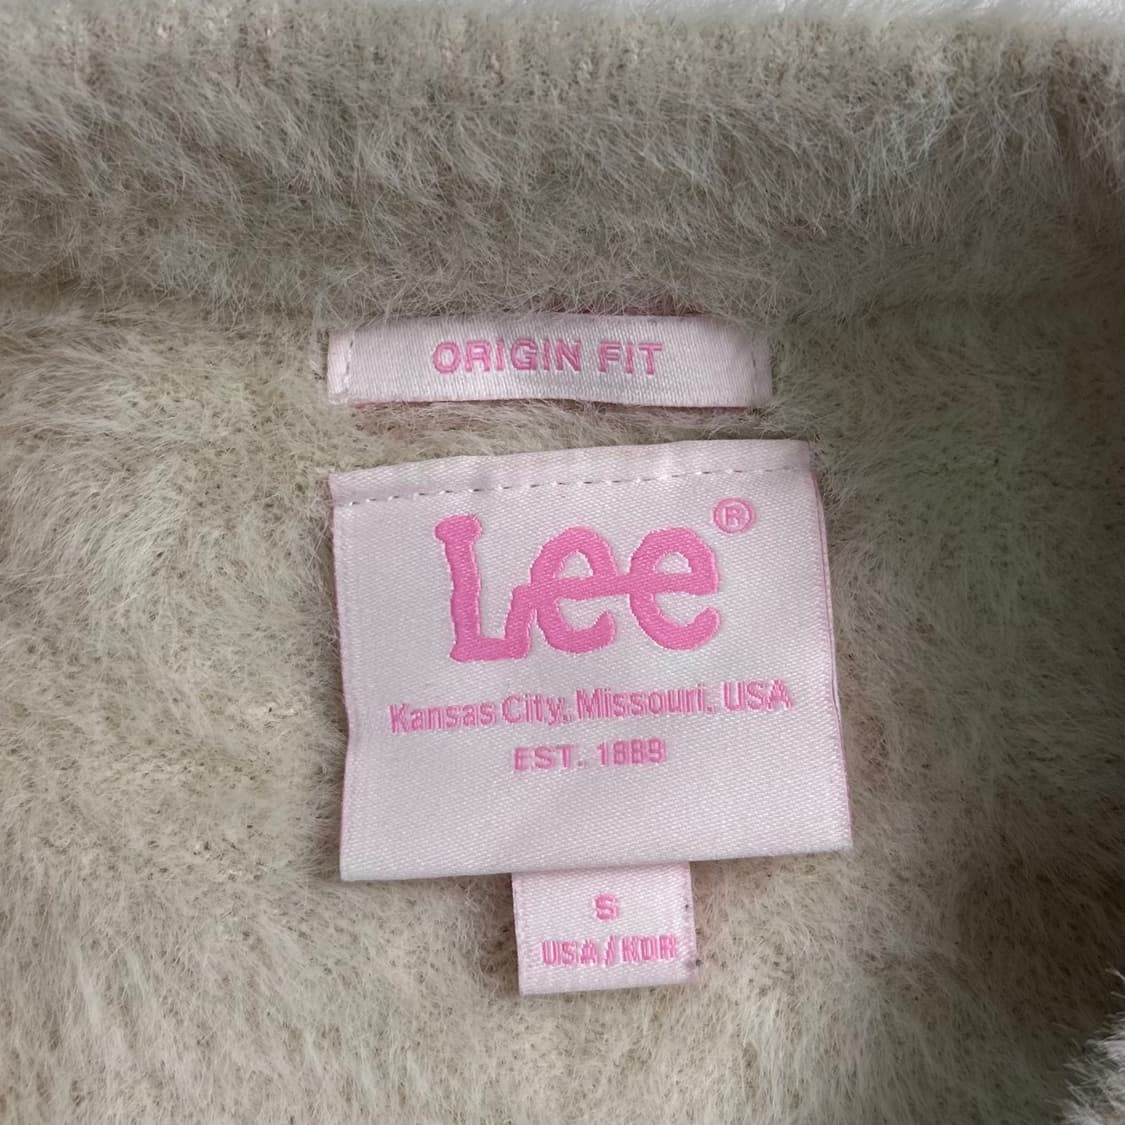 ORIGIN FIT
Lee®
Kansas City, Missouri, USA
EST. 1889
S
USA/KOR